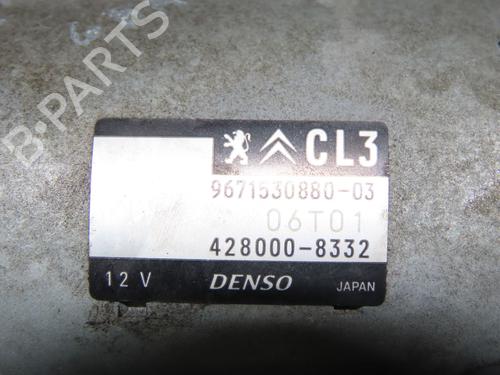 B-PARTS
CL3
9671530880-03
06T01
428000-8332
12 V DENSO JAPAN